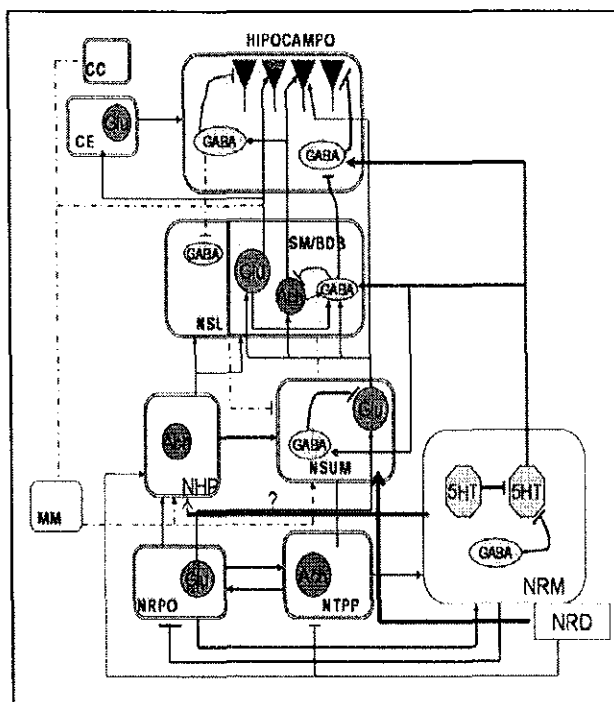 HIPOCAMPO
CC
Glu
CE
GABA
GABA
SM/BDB
GABA
Glu
Ach
GABA
NSL
Ach
NHP
Glu
GABA
NSUM
5HT
5HT
GABA
NRM
MM
?
Glu
NRPO
Ach
NTPP
NRD